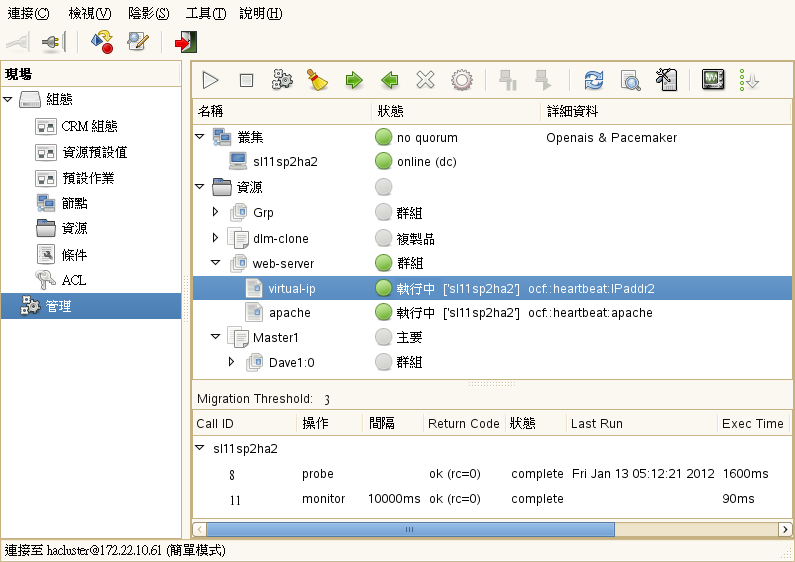 連接(C) 檢視(V) 陰影(S) 工具(T) 說明(H)
現場
組態
CRM 組態
資源預設值
預設作業
節點
資源
條件
ACL
管理
名稱 狀態 詳細資料
叢集 no quorum Openais & Pacemaker
sl11sp2ha2 online (dc)
資源
Grp 群組
dlm-clone 複製品
web-server 群組
virtual-ip 執行中 ['sl11sp2ha2'] ocf::heartbeat:IPaddr2
apache 執行中 ['sl11sp2ha2'] ocf::heartbeat:apache
Master1 主要
Dave1:0 群組
Migration Threshold: 3
Call ID 操作 間隔 Return Code 狀態 Last Run Exec Time
sl11sp2ha2
8 probe ok (rc=0) complete Fri Jan 13 05:12:21 2012 1600ms
11 monitor 10000ms ok (rc=0) complete 90ms
連接至 hacluster@172.22.10.61 (簡單模式)